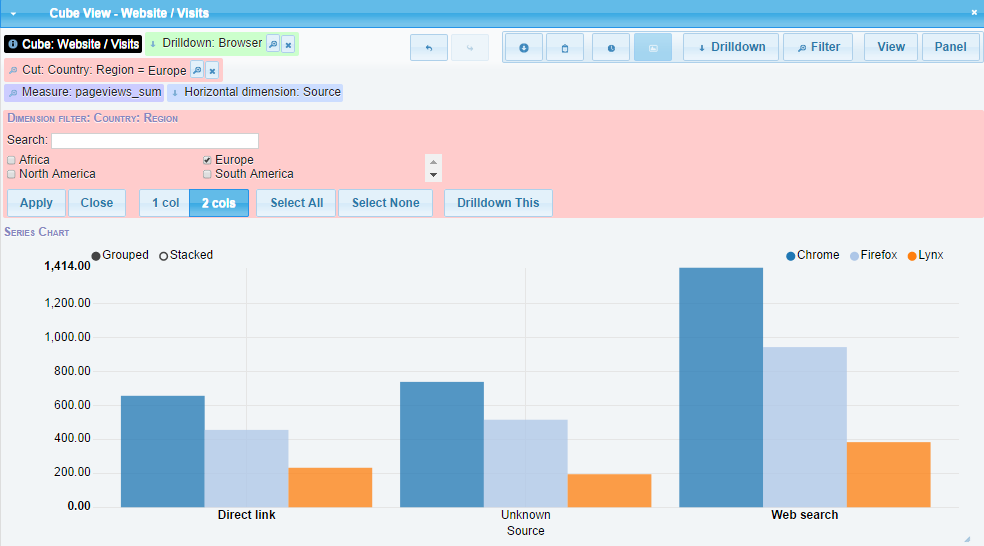 Cube View - Website / Visits
Cube: Website / Visits Drilldown: Browser
Drilldown Filter View Panel
Cut: Country: Region = Europe
Measure: pageviews_sum Horizontal dimension: Source
Dimension filter: Country: Region
Search:
Africa Europe
North America South America
Apply Close 1 col 2 cols Select All Select None Drilldown This
Series Chart
Grouped Stacked Chrome Firefox Lynx
1,414.00
1,200.00
1,000.00
800.00
600.00
400.00
200.00
0.00
Direct link Unknown Web search
Source